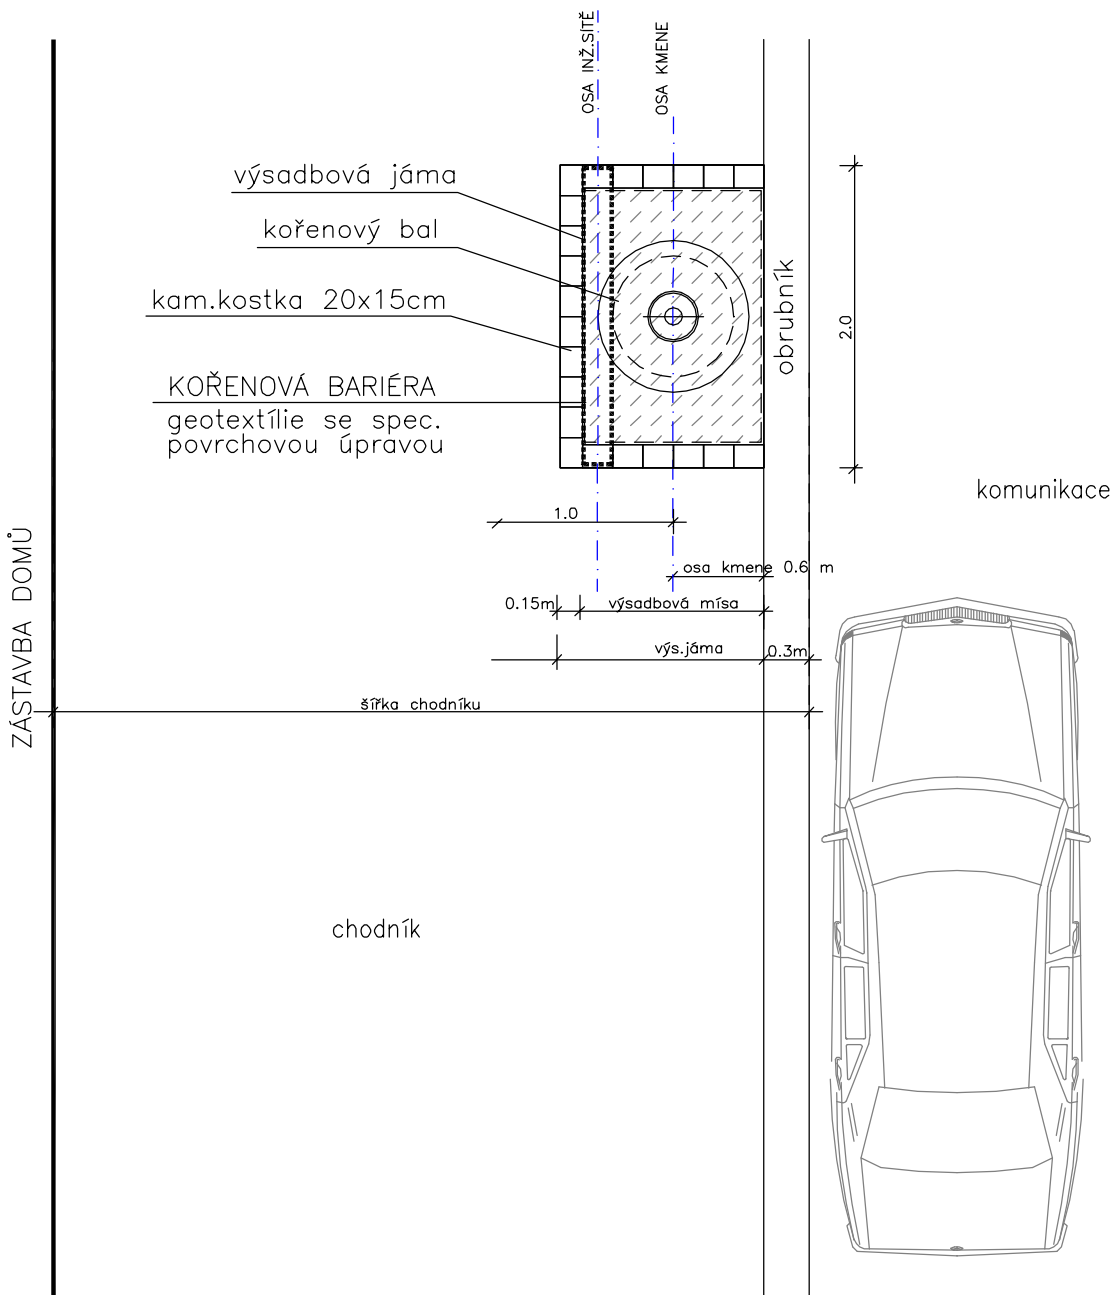 OSA INŽ.SÍTĚ
OSA KMENE
výsadbová jáma
kořenový bal
kam.kostka 20x15cm
KOŘENOVÁ BARIÉRA
geotextílie se spec.
povrchovou úpravou
obrubník
2.0
komunikace
1.0
osa kmene 0.6 m
0.15m
výsadbová mísa
výs.jáma
0.3m
šířka chodníku
ZÁSTAVBA DOMŮ
chodník